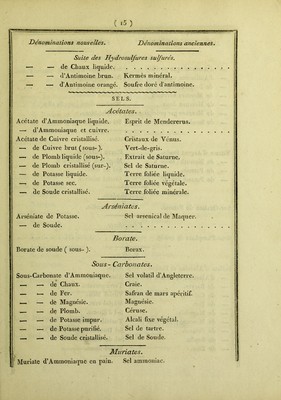 ( 15 )
Dénominations nouvelles. Dénominations anciennes.
Suite des Hydrosulfures sulfurés.
— — de Chaux liquide. . . . . . . . . . . . . . . .
— — d'Antimoine brun. Kermès minéral.
— — d'Antimoine orangé. Soufre doré d'antimoine.
SELS.
Acétates.
Acétate d'Ammoniaque liquide. Esprit de Mendererus.
— d'Ammoniaque et cuivre. . . . . . . . . . . . .
Acétate de Cuivre cristallisé. Cristaux de Vénus.
— de Cuivre brut (sous- ). Vert-de-gris.
— de Plomb liquide (sous-). Extrait de Saturne.
— de Plomb cristallisé (sur-). Sel de Saturne.
— de Potasse liquide. Terre foliée liquide.
— de Potasse sec. Terre foliée végétale.
— de Soude cristallisé. Terre foliée minérale.
Arséniates.
Arséniate de Potasse. Sel arsenical de Maquer.
— de Soude. . . . . . . . . . . . .
Borate.
Borate de soude ( sous- ). Borax.
Sous-Carbonates.
Sous-Carbonate d'Ammoniaque. Sel volatil d'Angleterre.
— — de Chaux. Craie.
— — de Fer. Safran de mars apéritif.
— — de Magnésie. Magnésie.
— — de Plomb. Céruse.
— — de Potasse impur. Alcali fixe végétal.
— — de Potasse purifié. Sel de tartre.
— — de Soude cristallisé. Sel de Soude.
Muriates.
Muriate d'Ammoniaque en pain. Sel ammoniac.